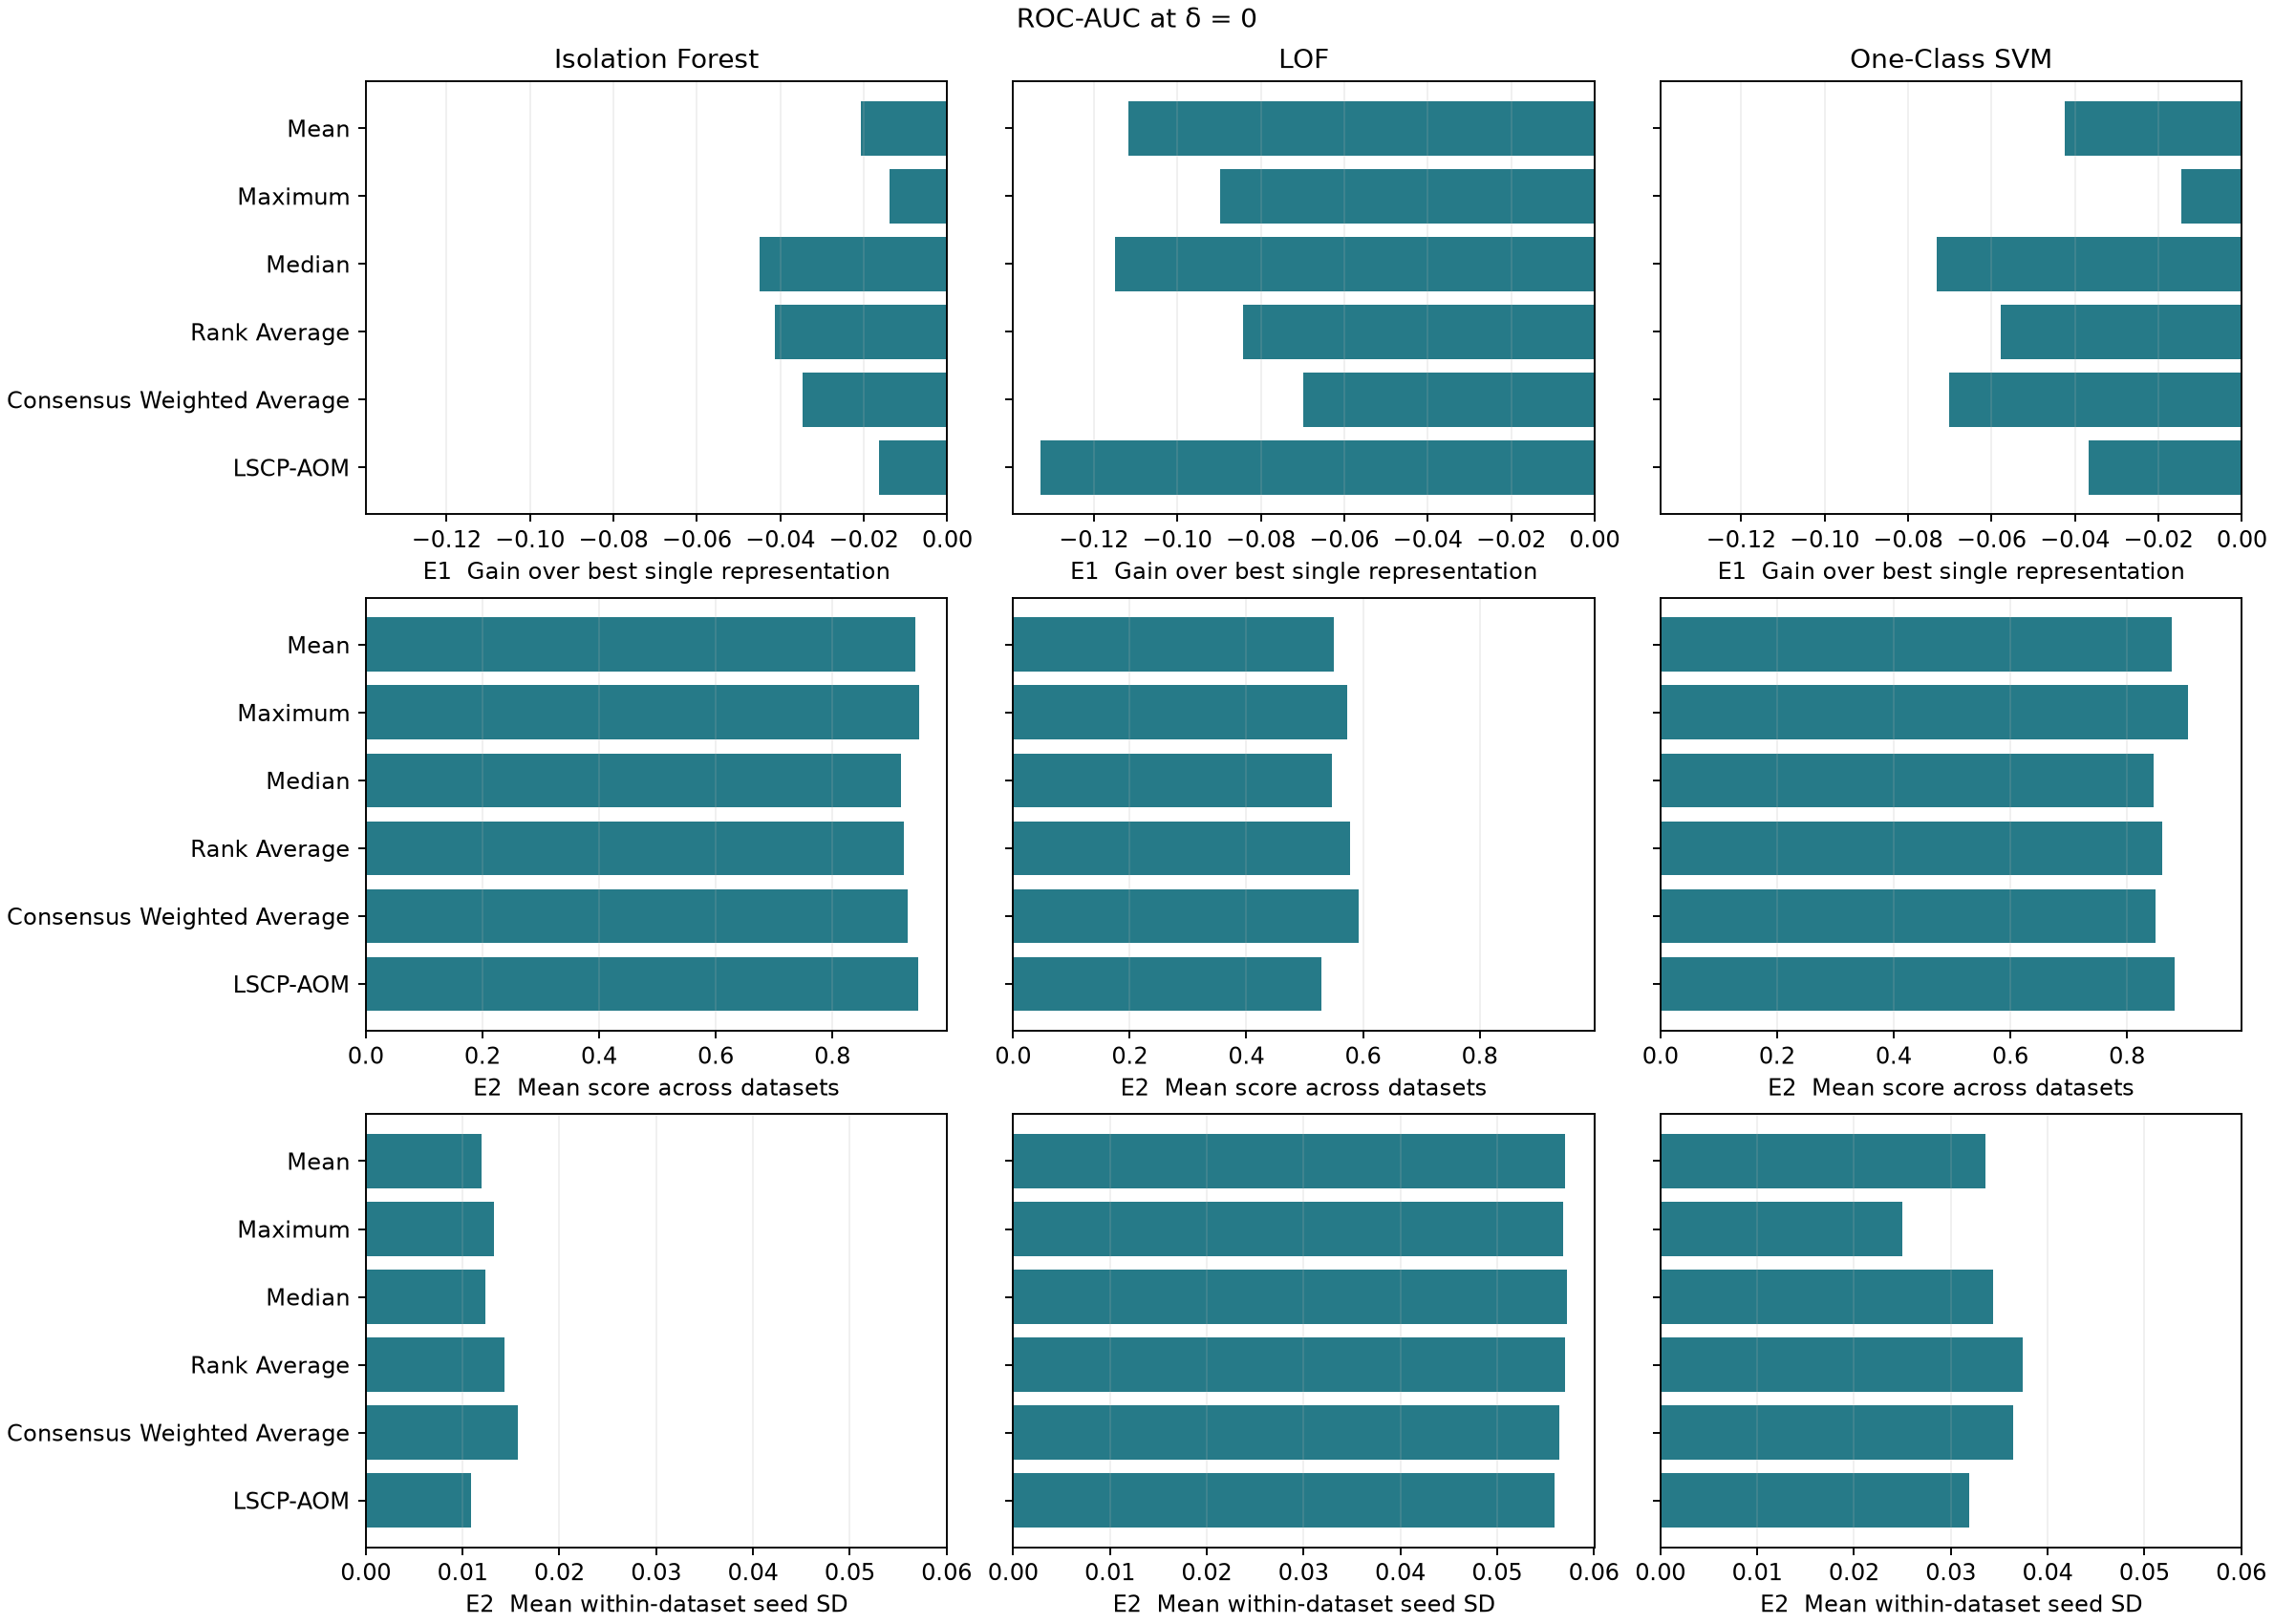 ROC-AUC at δ = 0
Isolation Forest
LOF
One-Class SVM
Mean
Maximum
Median
Rank Average
Consensus Weighted Average
LSCP-AOM
−0.12 −0.10 −0.08 −0.06 −0.04 −0.02 0.00
−0.12 −0.10 −0.08 −0.06 −0.04 −0.02 0.00
−0.12 −0.10 −0.08 −0.06 −0.04 −0.02 0.00
E1 Gain over best single representation
E1 Gain over best single representation
E1 Gain over best single representation
Mean
Maximum
Median
Rank Average
Consensus Weighted Average
LSCP-AOM
0.0 0.2 0.4 0.6 0.8
0.0 0.2 0.4 0.6 0.8
0.0 0.2 0.4 0.6 0.8
E2 Mean score across datasets
E2 Mean score across datasets
E2 Mean score across datasets
Mean
Maximum
Median
Rank Average
Consensus Weighted Average
LSCP-AOM
0.00 0.01 0.02 0.03 0.04 0.05 0.06
0.00 0.01 0.02 0.03 0.04 0.05 0.06
0.00 0.01 0.02 0.03 0.04 0.05 0.06
E2 Mean within-dataset seed SD
E2 Mean within-dataset seed SD
E2 Mean within-dataset seed SD